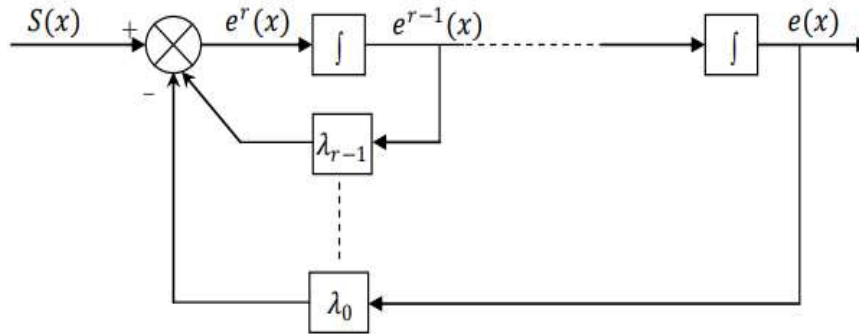 S(x) + e^r(x) ∫ e^{r−1}(x) ∫ e(x)
−
λ_{r−1}
λ_0